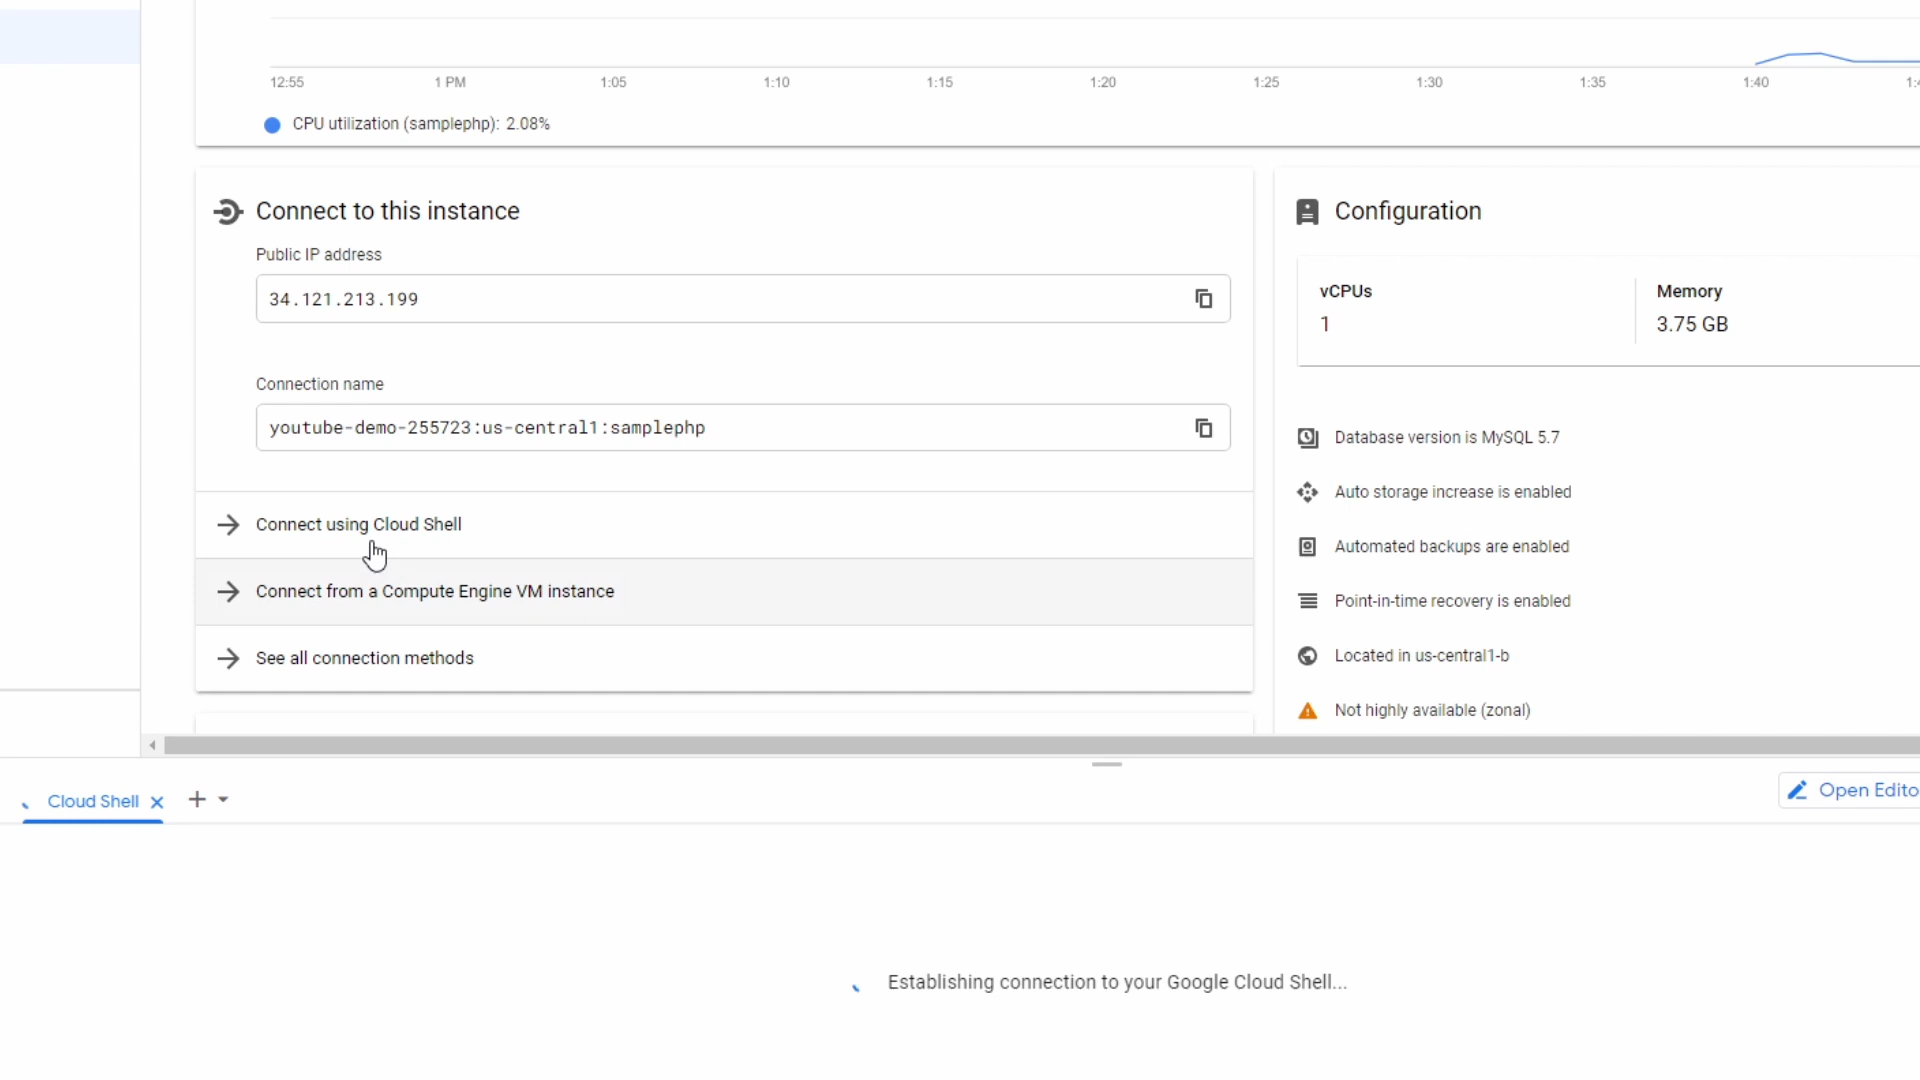 12:55 1 PM 1:05 1:10 1:15 1:20 1:25 1:30 1:35 1:40
CPU utilization (samplephp): 2.08%
Connect to this instance
Public IP address
34.121.213.199
Connection name
youtube-demo-255723:us-central1:samplephp
Connect using Cloud Shell
Connect from a Compute Engine VM instance
See all connection methods
Configuration
vCPUs Memory
1 3.75 GB
Database version is MySQL 5.7
Auto storage increase is enabled
Automated backups are enabled
Point-in-time recovery is enabled
Located in us-central1-b
Not highly available (zonal)
Cloud Shell
Open Edito
Establishing connection to your Google Cloud Shell...